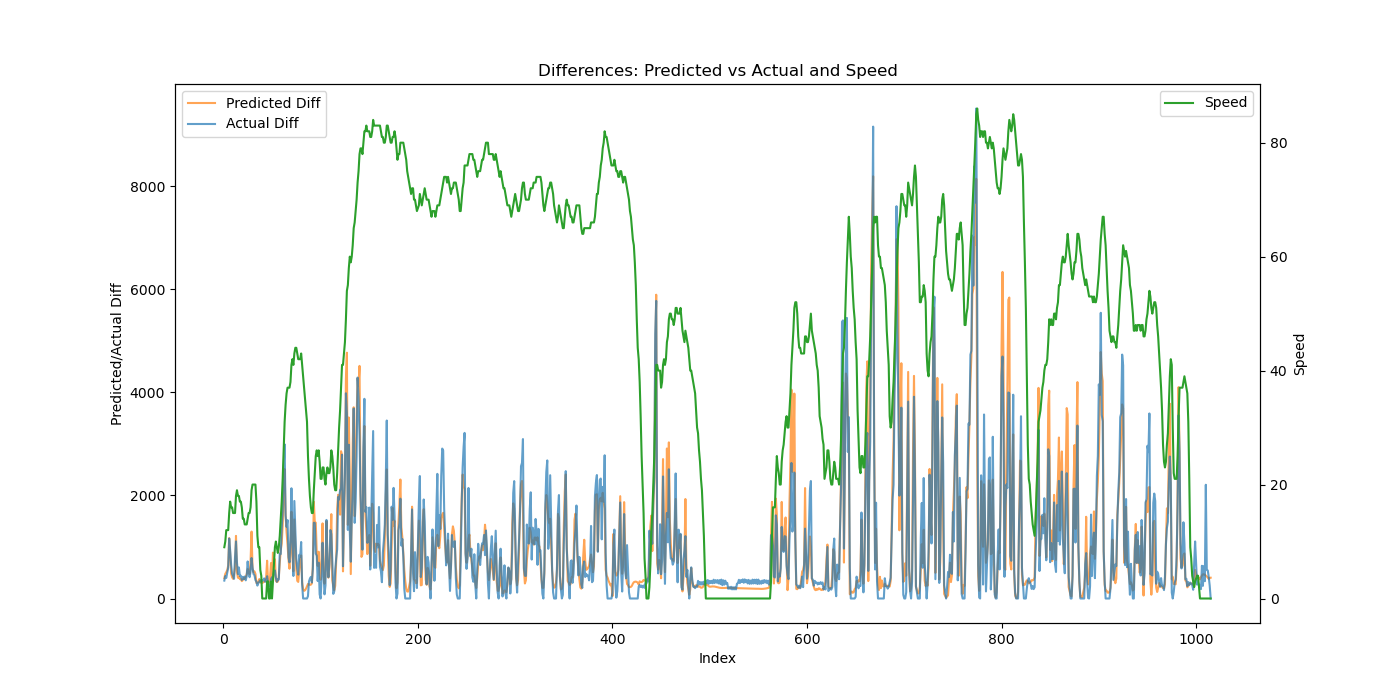 Differences: Predicted vs Actual and Speed
Predicted Diff
Actual Diff
Speed
8000
6000
4000
2000
0
Predicted/Actual Diff
80
60
40
20
0
Speed
0
200
400
600
800
1000
Index